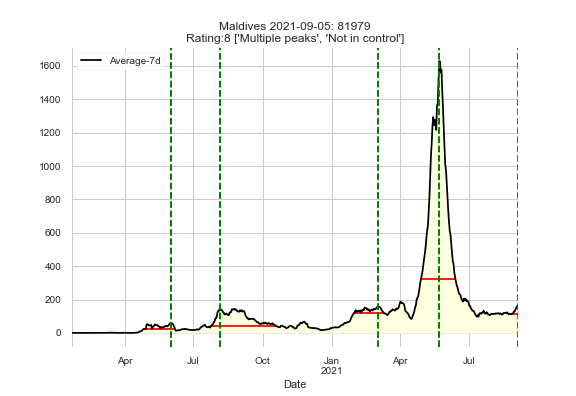 Maldives 2021-09-05: 81979
Rating:8 ['Multiple peaks', 'Not in control']
Average-7d
1600
1400
1200
1000
800
600
400
200
0
Apr
Jul
Oct
Jan
2021
Apr
Jul
Date